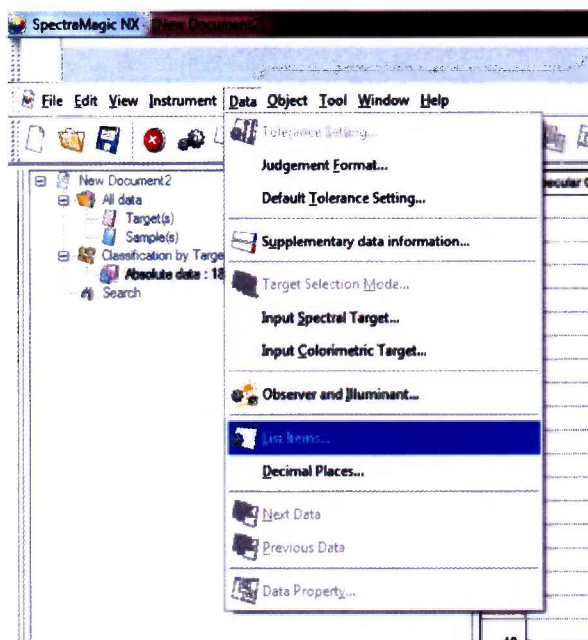 SpectraMagic NX - [New Document2]
File Edit View Instrument Data Object Tool Window Help
New Document2
All data
Target(s)
Sample(s)
Classification by Targe
Absolute data : 18
Search
Tolerance Setting...
Judgement Format...
Default Tolerance Setting...
Supplementary data information...
Target Selection Mode...
Input Spectral Target...
Input Colorimetric Target...
Observer and Illuminant...
List Items...
Decimal Places...
Next Data
Previous Data
Data Property...